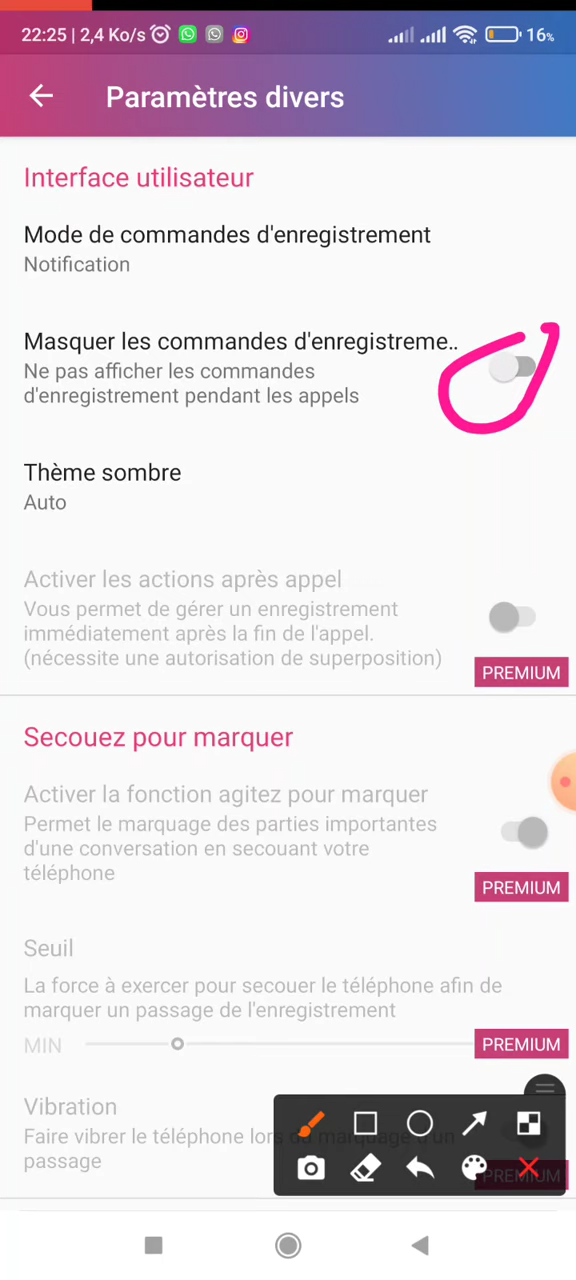 22:25 | 2,4 Ko/s
16%
Paramètres divers
Interface utilisateur
Mode de commandes d'enregistrement
Notification
Masquer les commandes d'enregistreme..
Ne pas afficher les commandes
d'enregistrement pendant les appels
Thème sombre
Auto
Activer les actions après appel
Vous permet de gérer un enregistrement
immédiatement après la fin de l'appel.
(nécessite une autorisation de superposition)
PREMIUM
Secouez pour marquer
Activer la fonction agitez pour marquer
Permet le marquage des parties importantes
d'une conversation en secouant votre
téléphone
PREMIUM
Seuil
La force à exercer pour secouer le téléphone afin de
marquer un passage de l'enregistrement
MIN
PREMIUM
Vibration
Faire vibrer le téléphone lors du marquage d'un
passage
PREMIUM